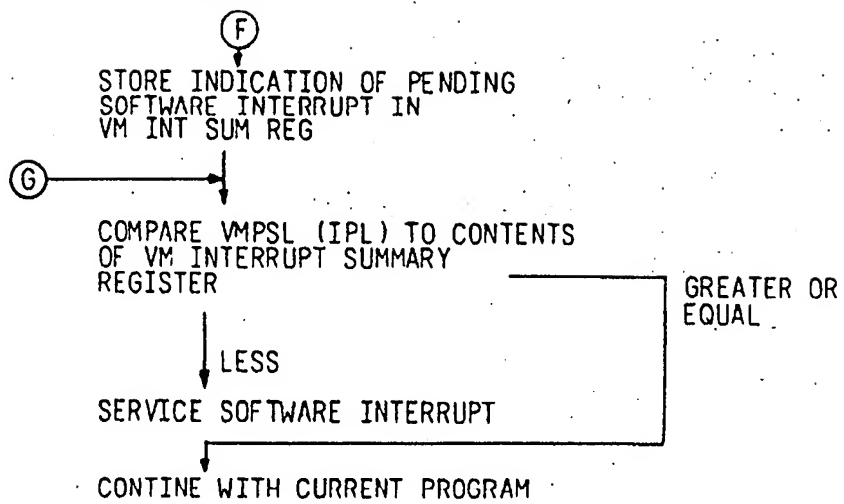 F
STORE INDICATION OF PENDING
SOFTWARE INTERRUPT IN
VM INT SUM REG
G
COMPARE VMPSL (IPL) TO CONTENTS
OF VM INTERRUPT SUMMARY
REGISTER
GREATER OR
EQUAL
LESS
SERVICE SOFTWARE INTERRUPT
CONTINE WITH CURRENT PROGRAM